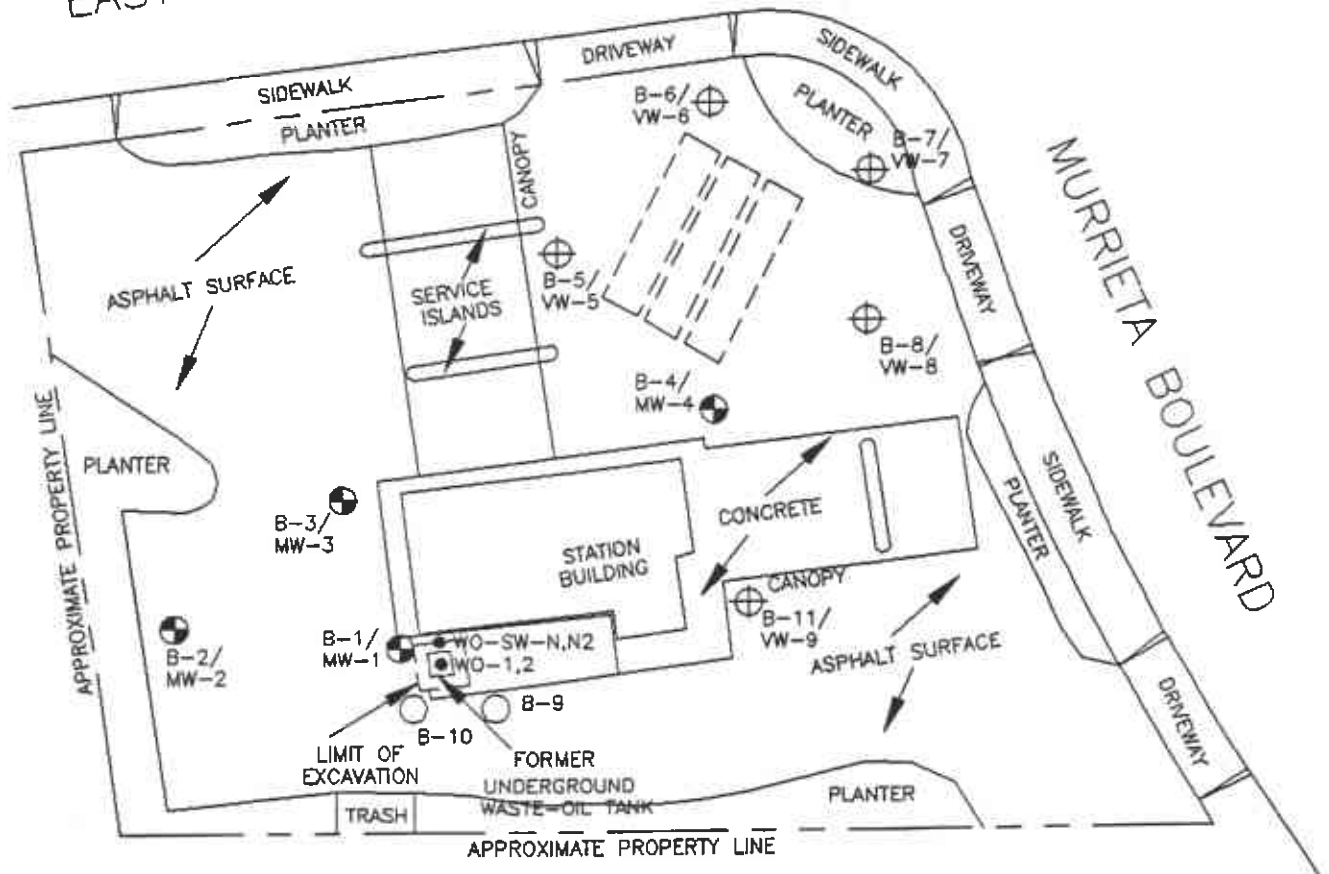 EAST
SIDEWALK
PLANTER
DRIVEWAY
SIDEWALK
PLANTER
B-6/
VW-6
B-7/
VW-7
CANOPY
MURRIETA BOULEVARD
DRIVEWAY
ASPHALT SURFACE
SERVICE
ISLANDS
B-5/
VW-5
B-8/
VW-8
B-4/
MW-4
APPROXIMATE PROPERTY LINE
PLANTER
B-3/
MW-3
CONCRETE
STATION
BUILDING
SIDEWALK
PLANTER
CANOPY
B-11/
VW-9
ASPHALT SURFACE
B-2/
MW-2
B-1/
MW-1
WO-SW-N,N2
WO-1,2
B-9
B-10
DRIVEWAY
LIMIT OF
EXCAVATION
FORMER
UNDERGROUND
WASTE-OIL TANK
TRASH
PLANTER
APPROXIMATE PROPERTY LINE